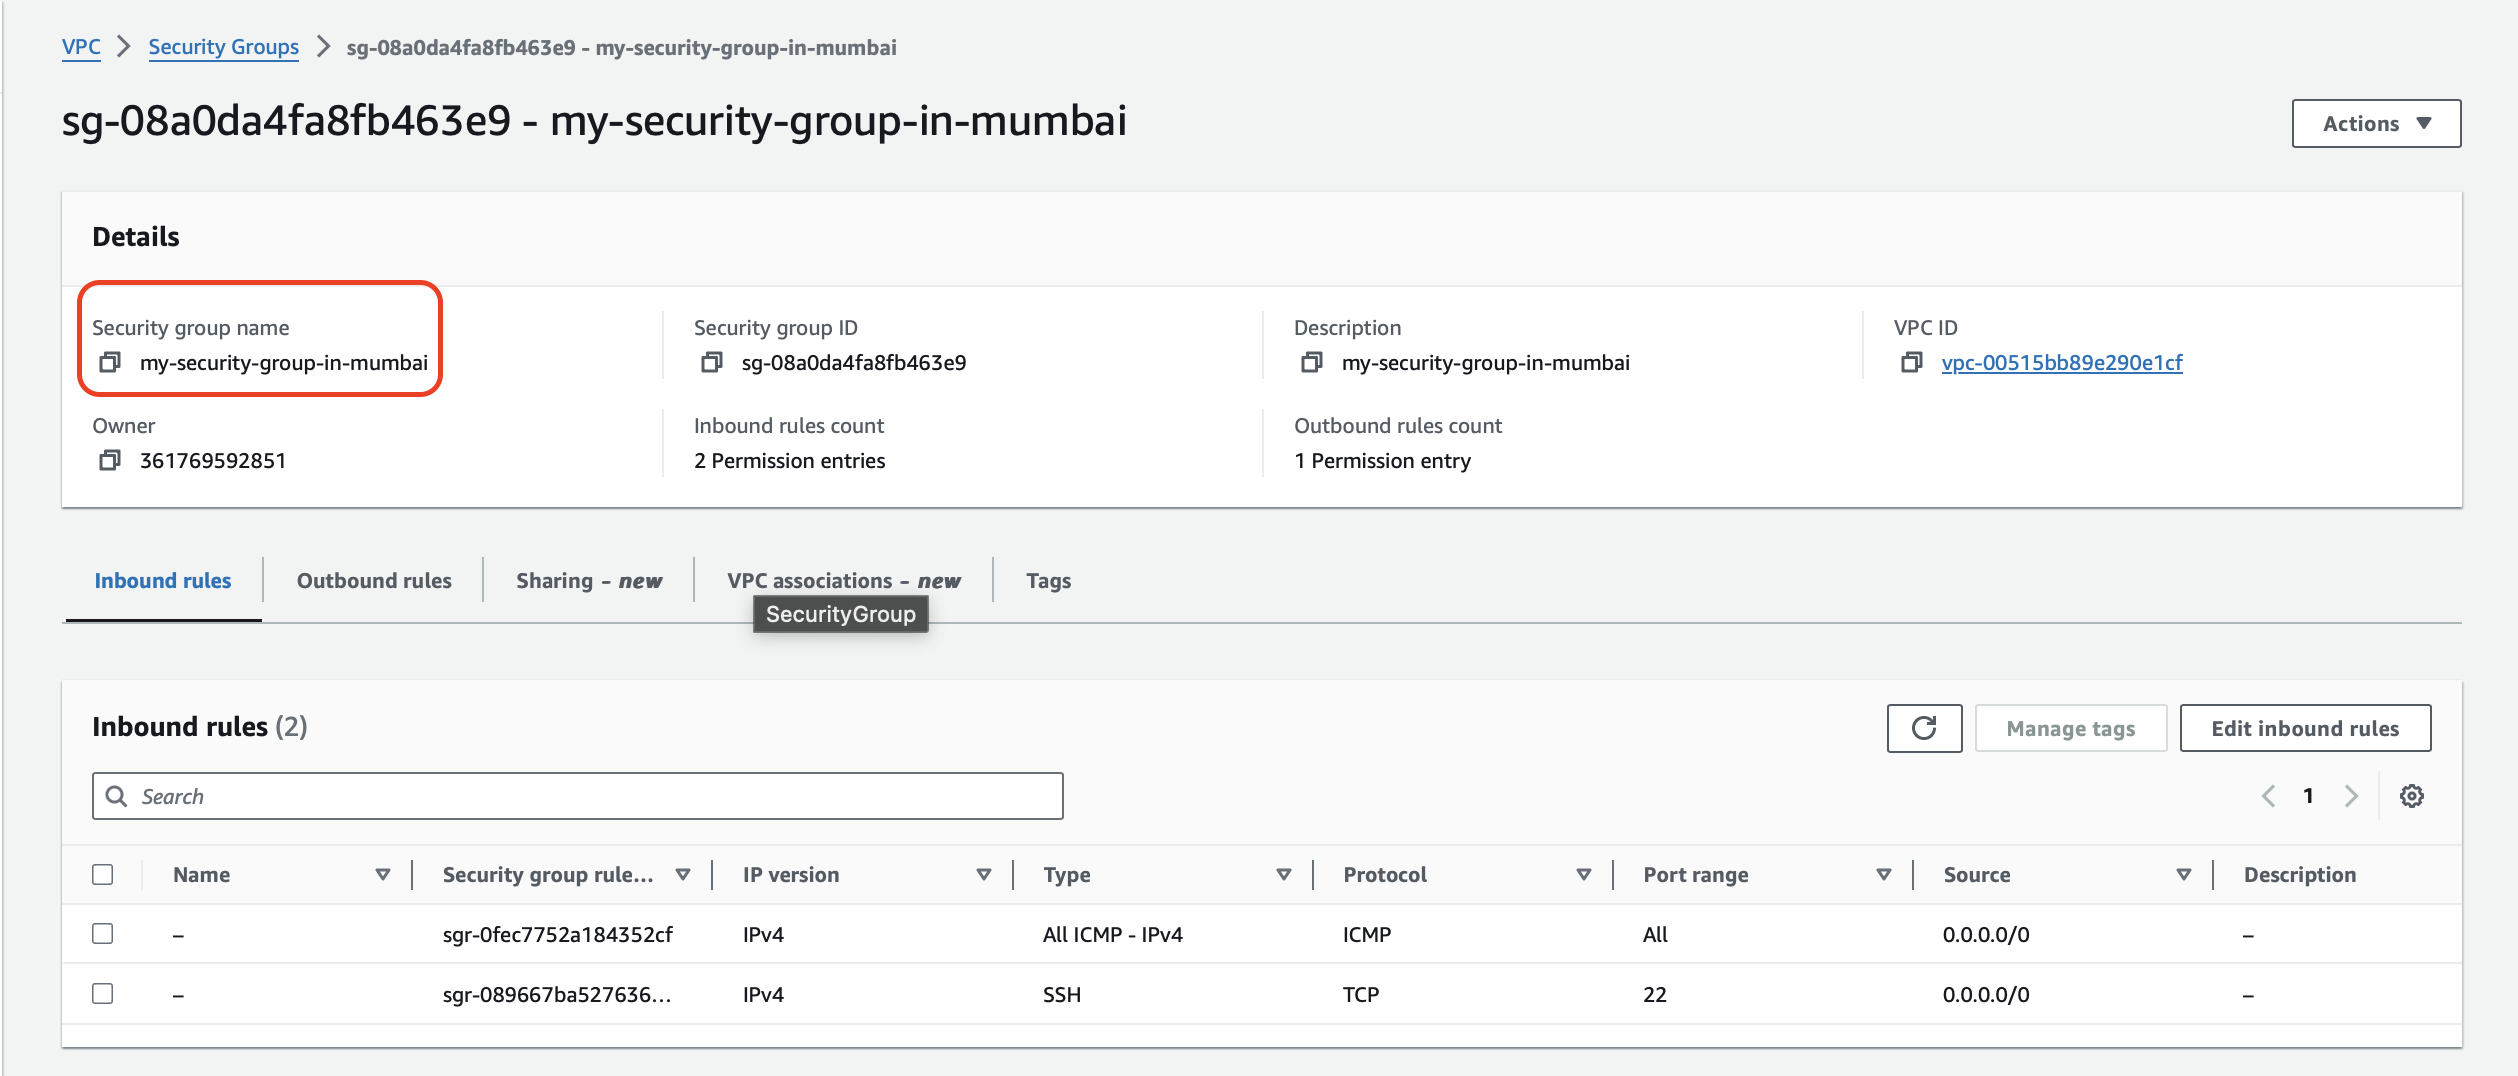 VPC > Security Groups > sg-08a0da4fa8fb463e9 - my-security-group-in-mumbai
sg-08a0da4fa8fb463e9 - my-security-group-in-mumbai
Actions
Details
Security group name
my-security-group-in-mumbai
Security group ID
sg-08a0da4fa8fb463e9
Description
my-security-group-in-mumbai
VPC ID
vpc-00515bb89e290e1cf
Owner
361769592851
Inbound rules count
2 Permission entries
Outbound rules count
1 Permission entry
Inbound rules Outbound rules Sharing - new VPC associations - new Tags
SecurityGroup
Inbound rules (2)
Manage tags
Edit inbound rules
Search
1
Name Security group rule... IP version Type Protocol Port range Source Description
– sgr-0fec7752a184352cf IPv4 All ICMP - IPv4 ICMP All 0.0.0.0/0 –
– sgr-089667ba527636... IPv4 SSH TCP 22 0.0.0.0/0 –